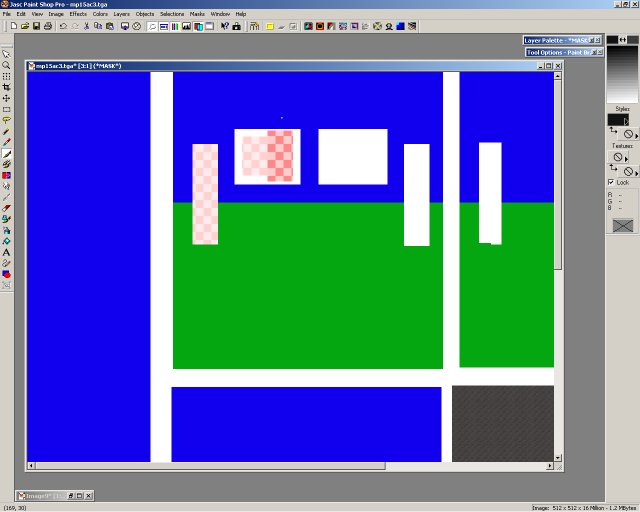 Jasc Paint Shop Pro - mp15ac3.tga
File Edit View Image Effects Colors Layers Objects Selections Masks Window Help
Layer Palette - *MASK
Tool Options - Paint Br
mp15ac3.tga* [3:1] (*MASK*)
Styles
Textures
Lock
R: --
G: --
B: --
Image9* [1:
(169, 30)
Image: 512 x 512 x 16 Million - 1.2 MBytes